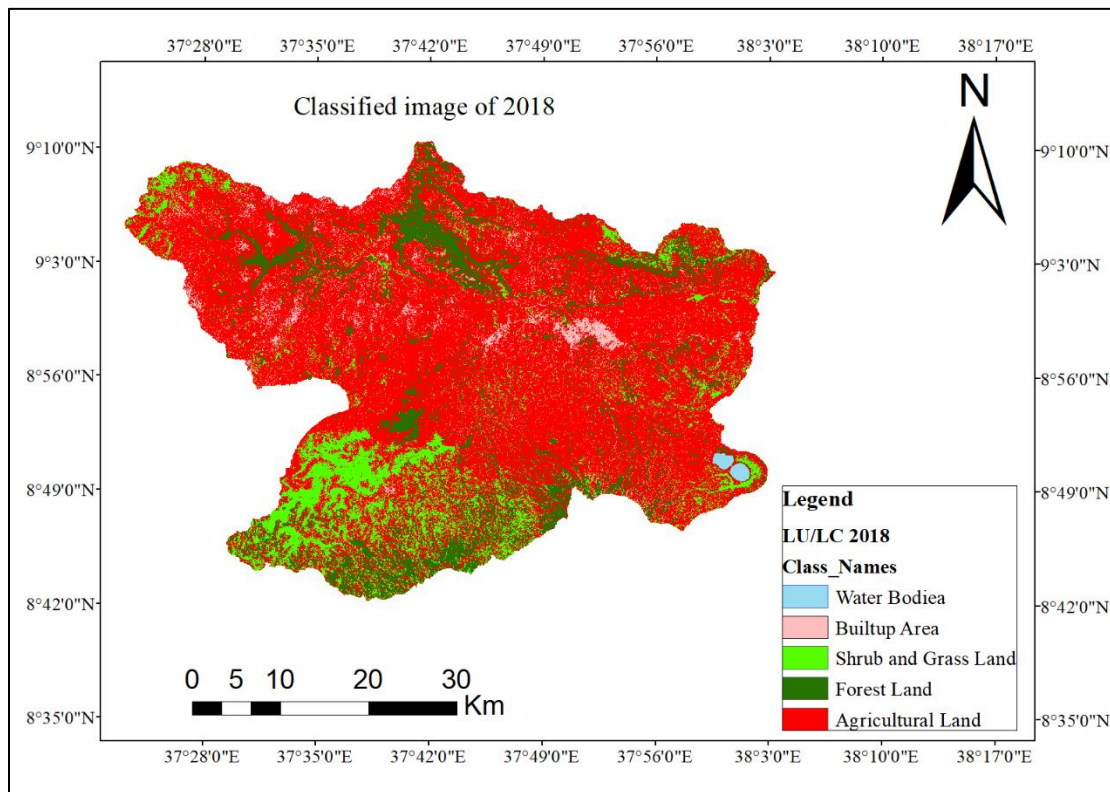 37°28'0"E 37°35'0"E 37°42'0"E 37°49'0"E 37°56'0"E 38°3'0"E 38°10'0"E 38°17'0"E
Classified image of 2018
N
9°10'0"N 9°10'0"N
9°3'0"N 9°3'0"N
8°56'0"N 8°56'0"N
8°49'0"N 8°49'0"N
Legend
LU/LC 2018
Class_Names
Water Bodiea
Builtup Area
Shrub and Grass Land
Forest Land
Agricultural Land
8°42'0"N 8°42'0"N
0 5 10 20 30
Km
8°35'0"N 8°35'0"N
37°28'0"E 37°35'0"E 37°42'0"E 37°49'0"E 37°56'0"E 38°3'0"E 38°10'0"E 38°17'0"E